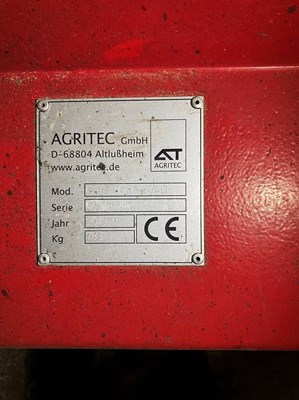 AGRITEC GmbH
D-68804 Altlußheim
www.agritec.de
AT
AGRITEC
Mod.
Serie
Jahr
Kg
CE